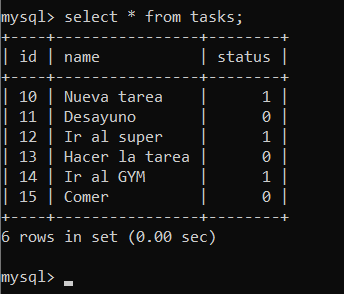 mysql> select * from tasks;
+----+----------------+--------+
| id | name           | status |
+----+----------------+--------+
| 10 | Nueva tarea    |      1 |
| 11 | Desayuno       |      0 |
| 12 | Ir al super    |      1 |
| 13 | Hacer la tarea |      0 |
| 14 | Ir al GYM      |      1 |
| 15 | Comer          |      0 |
+----+----------------+--------+
6 rows in set (0.00 sec)
mysql> _